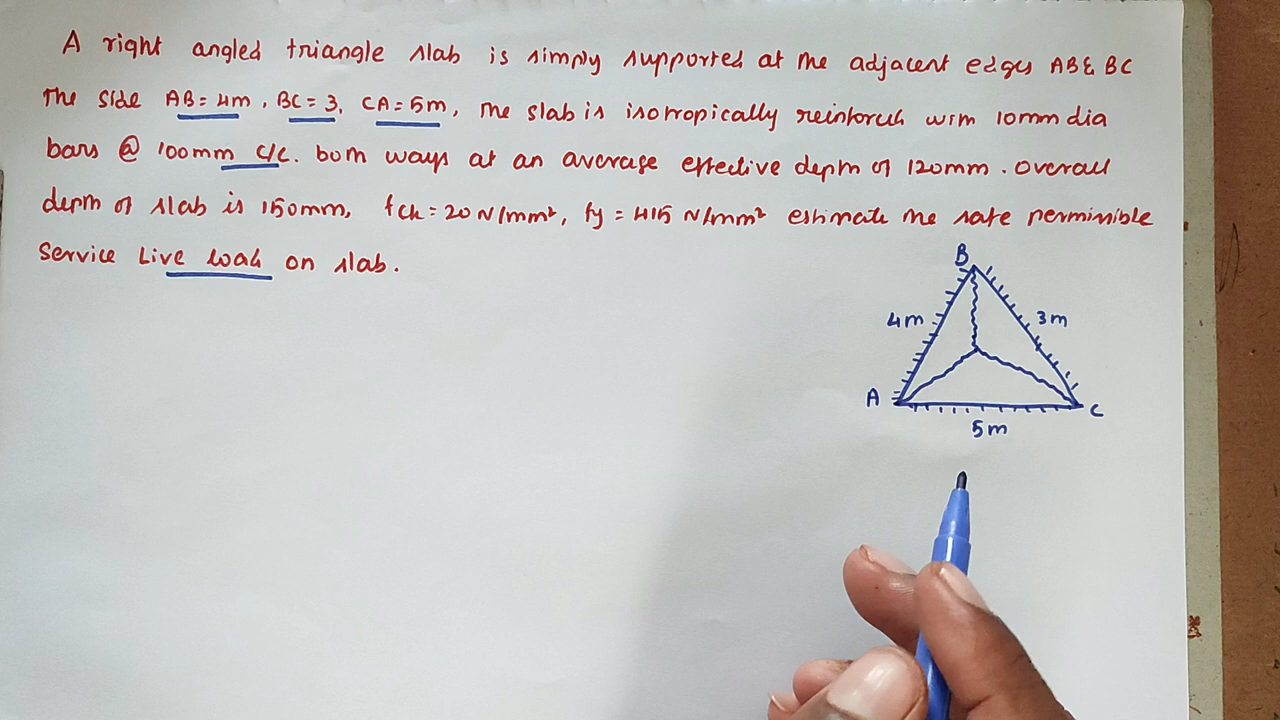 A right angled triangle slab is simply supported at the adjacent edges AB & BC
The side AB = 4m, BC = 3, CA = 5m, The slab is isotropically reinforced with 10mm dia
bars @ 100mm c/c. both ways at an average effective depth of 120mm. Overall
depth of slab is 150mm, fck = 20 N/mm², fy = 415 N/mm² estimate the safe permissible
Service Live load on slab.
B
4m
3m
A
C
5m